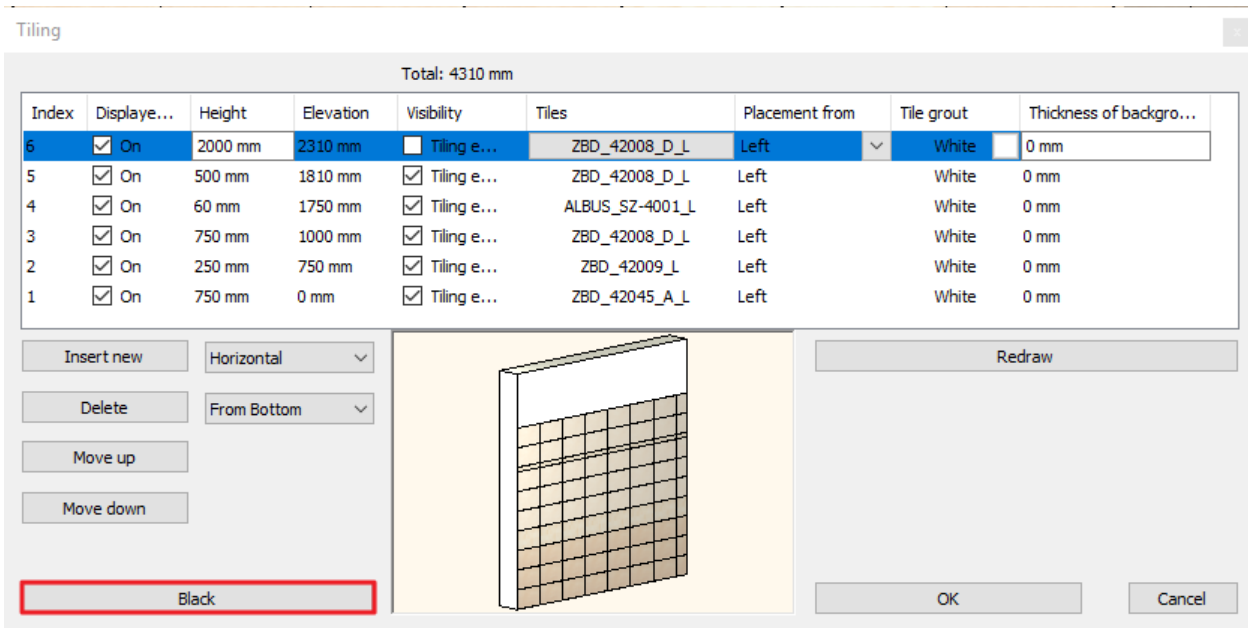 Tiling
x
Total: 4310 mm
Index Displaye... Height Elevation Visibility Tiles Placement from Tile grout Thickness of backgro...
6 On 2000 mm 2310 mm Tiling e... ZBD_42008_D_L Left White 0 mm
5 On 500 mm 1810 mm Tiling e... ZBD_42008_D_L Left White 0 mm
4 On 60 mm 1750 mm Tiling e... ALBUS_SZ-4001_L Left White 0 mm
3 On 750 mm 1000 mm Tiling e... ZBD_42008_D_L Left White 0 mm
2 On 250 mm 750 mm Tiling e... ZBD_42009_L Left White 0 mm
1 On 750 mm 0 mm Tiling e... ZBD_42045_A_L Left White 0 mm
Insert new Horizontal Redraw
Delete From Bottom
Move up
Move down
Black OK Cancel